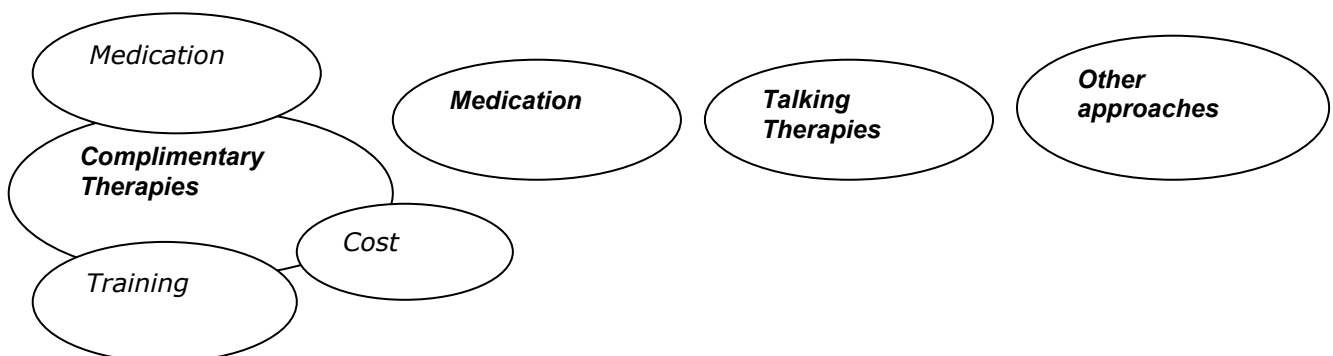 Medication
Complimentary
Therapies
Cost
Training
Medication
Talking
Therapies
Other
approaches